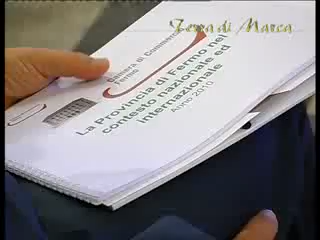 Terra di Marca
Camera di Commercio
Fermo
La Provincia di Fermo nel
contesto nazionale ed
internazionale
Anno 2010